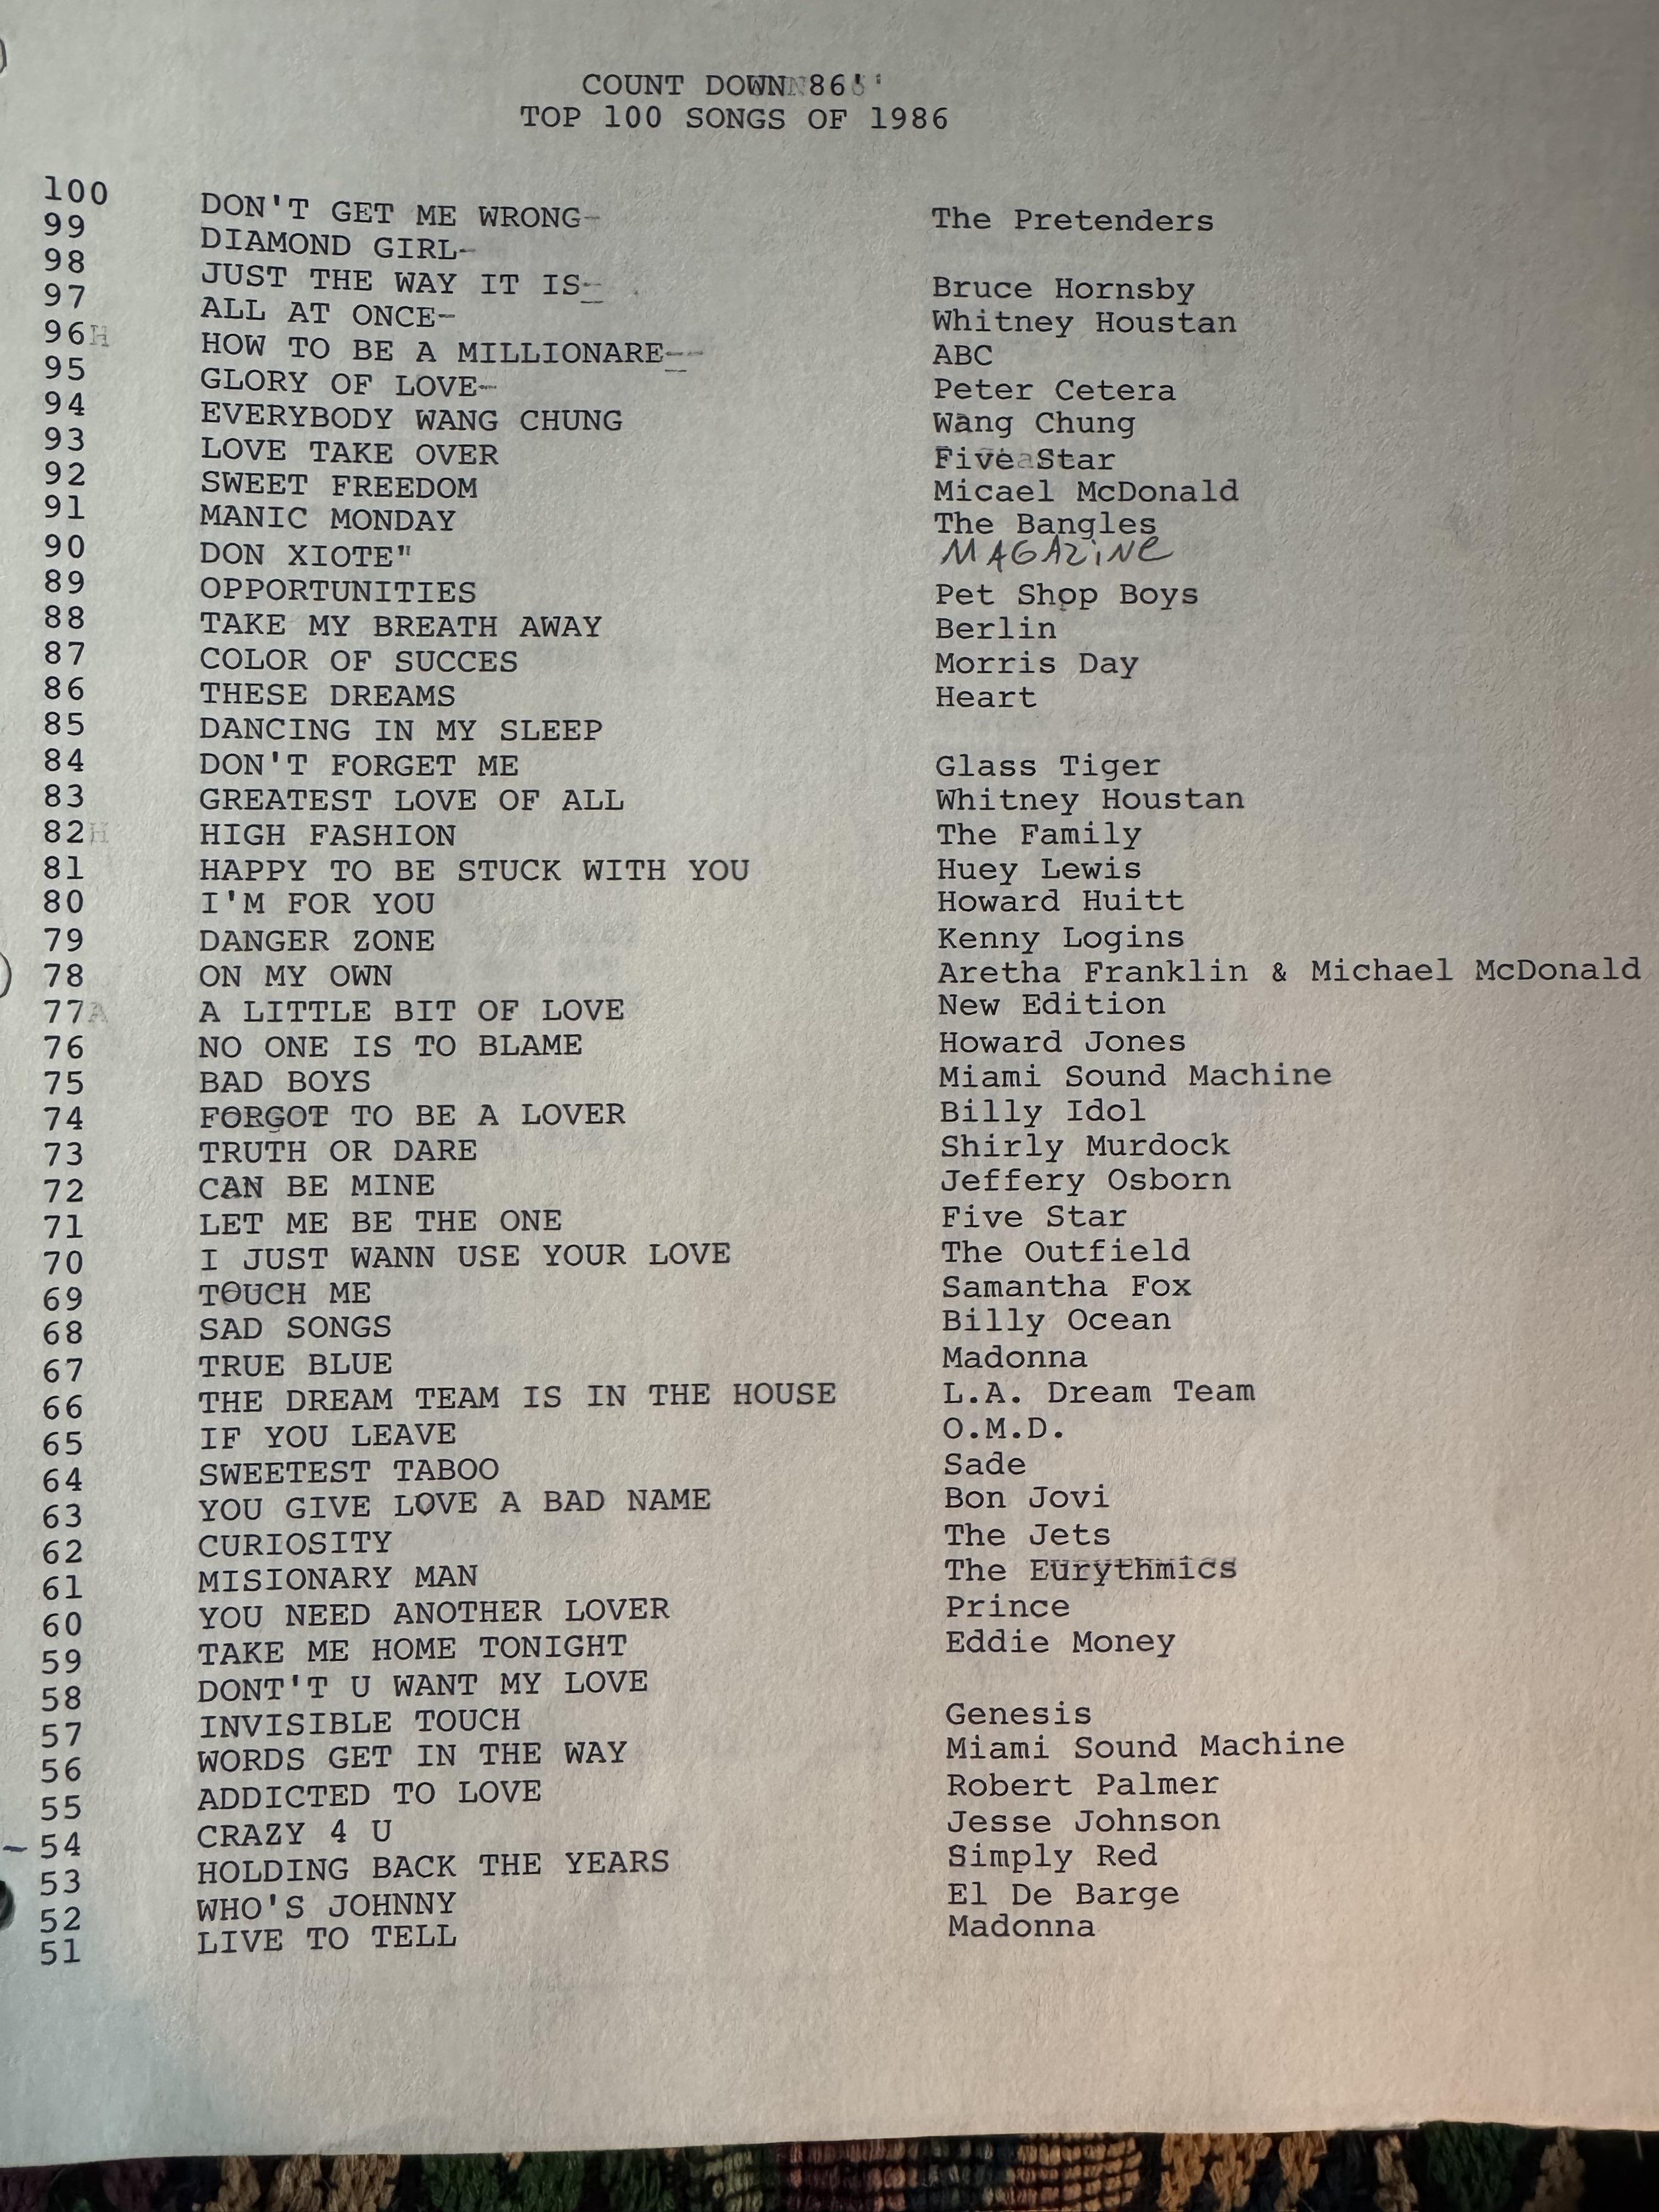 COUNT DOWN 86'
TOP 100 SONGS OF 1986
100 DON'T GET ME WRONG- The Pretenders
99 DIAMOND GIRL-
98 JUST THE WAY IT IS- Bruce Hornsby
97 ALL AT ONCE- Whitney Houstan
96 HOW TO BE A MILLIONARE-- ABC
95 GLORY OF LOVE- Peter Cetera
94 EVERYBODY WANG CHUNG Wang Chung
93 LOVE TAKE OVER Five Star
92 SWEET FREEDOM Micael McDonald
91 MANIC MONDAY The Bangles
90 DON XIOTE" MAGAZiNe
89 OPPORTUNITIES Pet Shop Boys
88 TAKE MY BREATH AWAY Berlin
87 COLOR OF SUCCES Morris Day
86 THESE DREAMS Heart
85 DANCING IN MY SLEEP
84 DON'T FORGET ME Glass Tiger
83 GREATEST LOVE OF ALL Whitney Houstan
82 HIGH FASHION The Family
81 HAPPY TO BE STUCK WITH YOU Huey Lewis
80 I'M FOR YOU Howard Huitt
79 DANGER ZONE Kenny Logins
78 ON MY OWN Aretha Franklin & Michael McDonald
77 A LITTLE BIT OF LOVE New Edition
76 NO ONE IS TO BLAME Howard Jones
75 BAD BOYS Miami Sound Machine
74 FORGOT TO BE A LOVER Billy Idol
73 TRUTH OR DARE Shirly Murdock
72 CAN BE MINE Jeffery Osborn
71 LET ME BE THE ONE Five Star
70 I JUST WANN USE YOUR LOVE The Outfield
69 TOUCH ME Samantha Fox
68 SAD SONGS Billy Ocean
67 TRUE BLUE Madonna
66 THE DREAM TEAM IS IN THE HOUSE L.A. Dream Team
65 IF YOU LEAVE O.M.D.
64 SWEETEST TABOO Sade
63 YOU GIVE LOVE A BAD NAME Bon Jovi
62 CURIOSITY The Jets
61 MISIONARY MAN The Eurythmics
60 YOU NEED ANOTHER LOVER Prince
59 TAKE ME HOME TONIGHT Eddie Money
58 DONT'T U WANT MY LOVE
57 INVISIBLE TOUCH Genesis
56 WORDS GET IN THE WAY Miami Sound Machine
55 ADDICTED TO LOVE Robert Palmer
54 CRAZY 4 U Jesse Johnson
53 HOLDING BACK THE YEARS Simply Red
52 WHO'S JOHNNY El De Barge
51 LIVE TO TELL Madonna